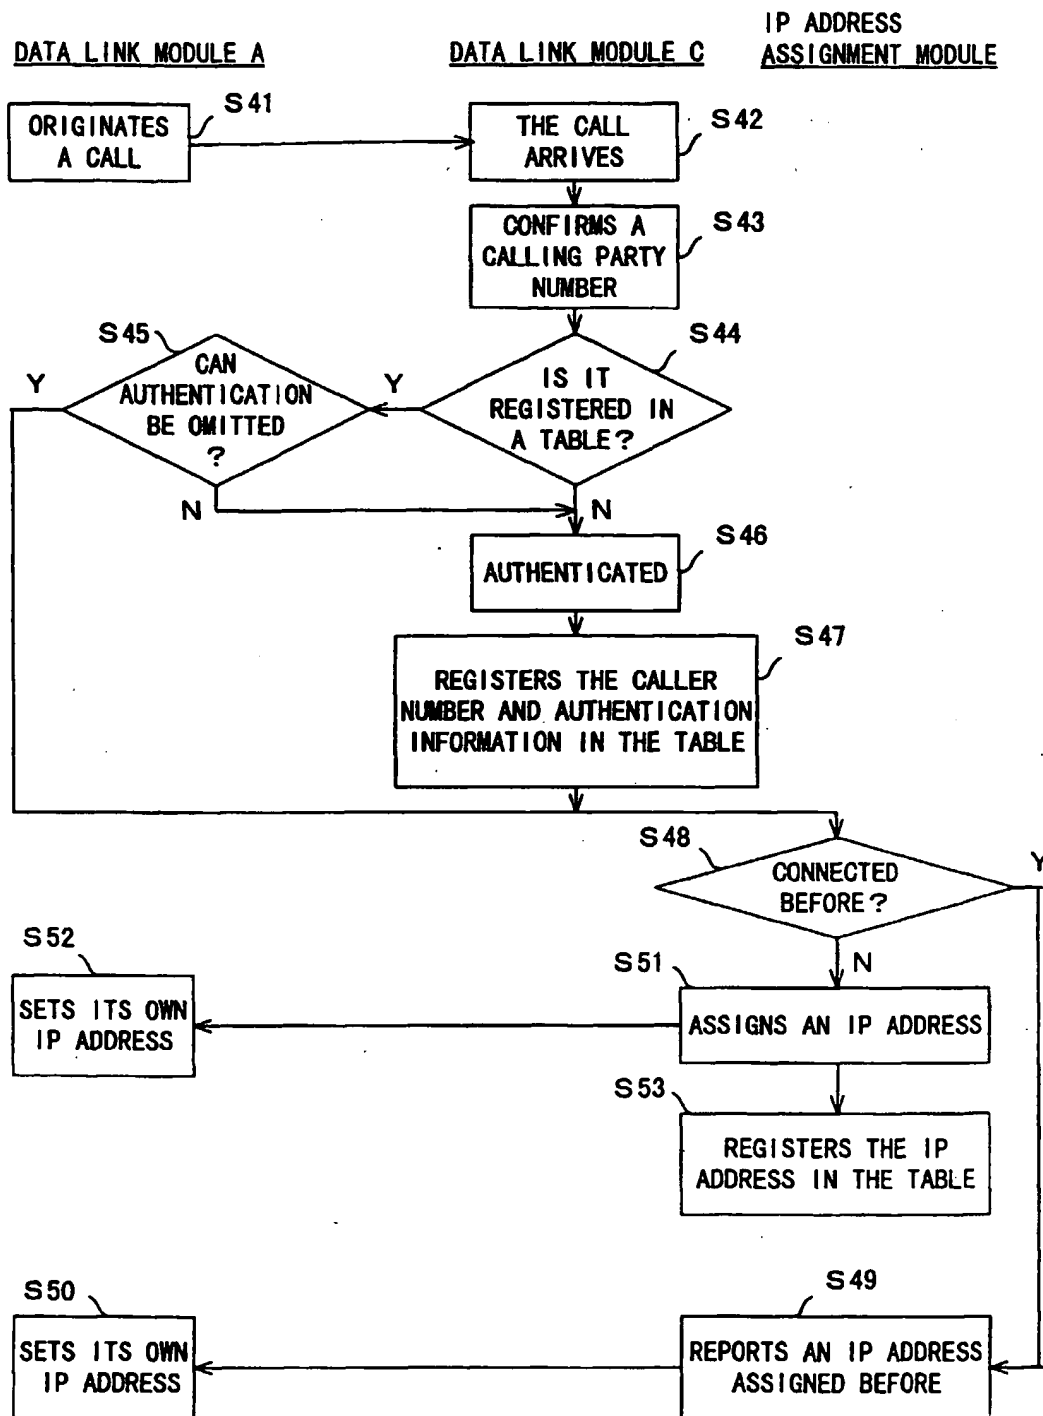 DATA LINK MODULE A
DATA LINK MODULE C
IP ADDRESS
ASSIGNMENT MODULE
S41
ORIGINATES
A CALL
S42
THE CALL
ARRIVES
S43
CONFIRMS A
CALLING PARTY
NUMBER
S45
CAN
AUTHENTICATION
BE OMITTED
?
Y
N
S44
IS IT
REGISTERED IN
A TABLE?
Y
N
S46
AUTHENTICATED
S47
REGISTERS THE CALLER
NUMBER AND AUTHENTICATION
INFORMATION IN THE TABLE
S48
CONNECTED
BEFORE?
Y
N
S52
SETS ITS OWN
IP ADDRESS
S51
ASSIGNS AN IP ADDRESS
S53
REGISTERS THE IP
ADDRESS IN THE TABLE
S50
SETS ITS OWN
IP ADDRESS
S49
REPORTS AN IP ADDRESS
ASSIGNED BEFORE